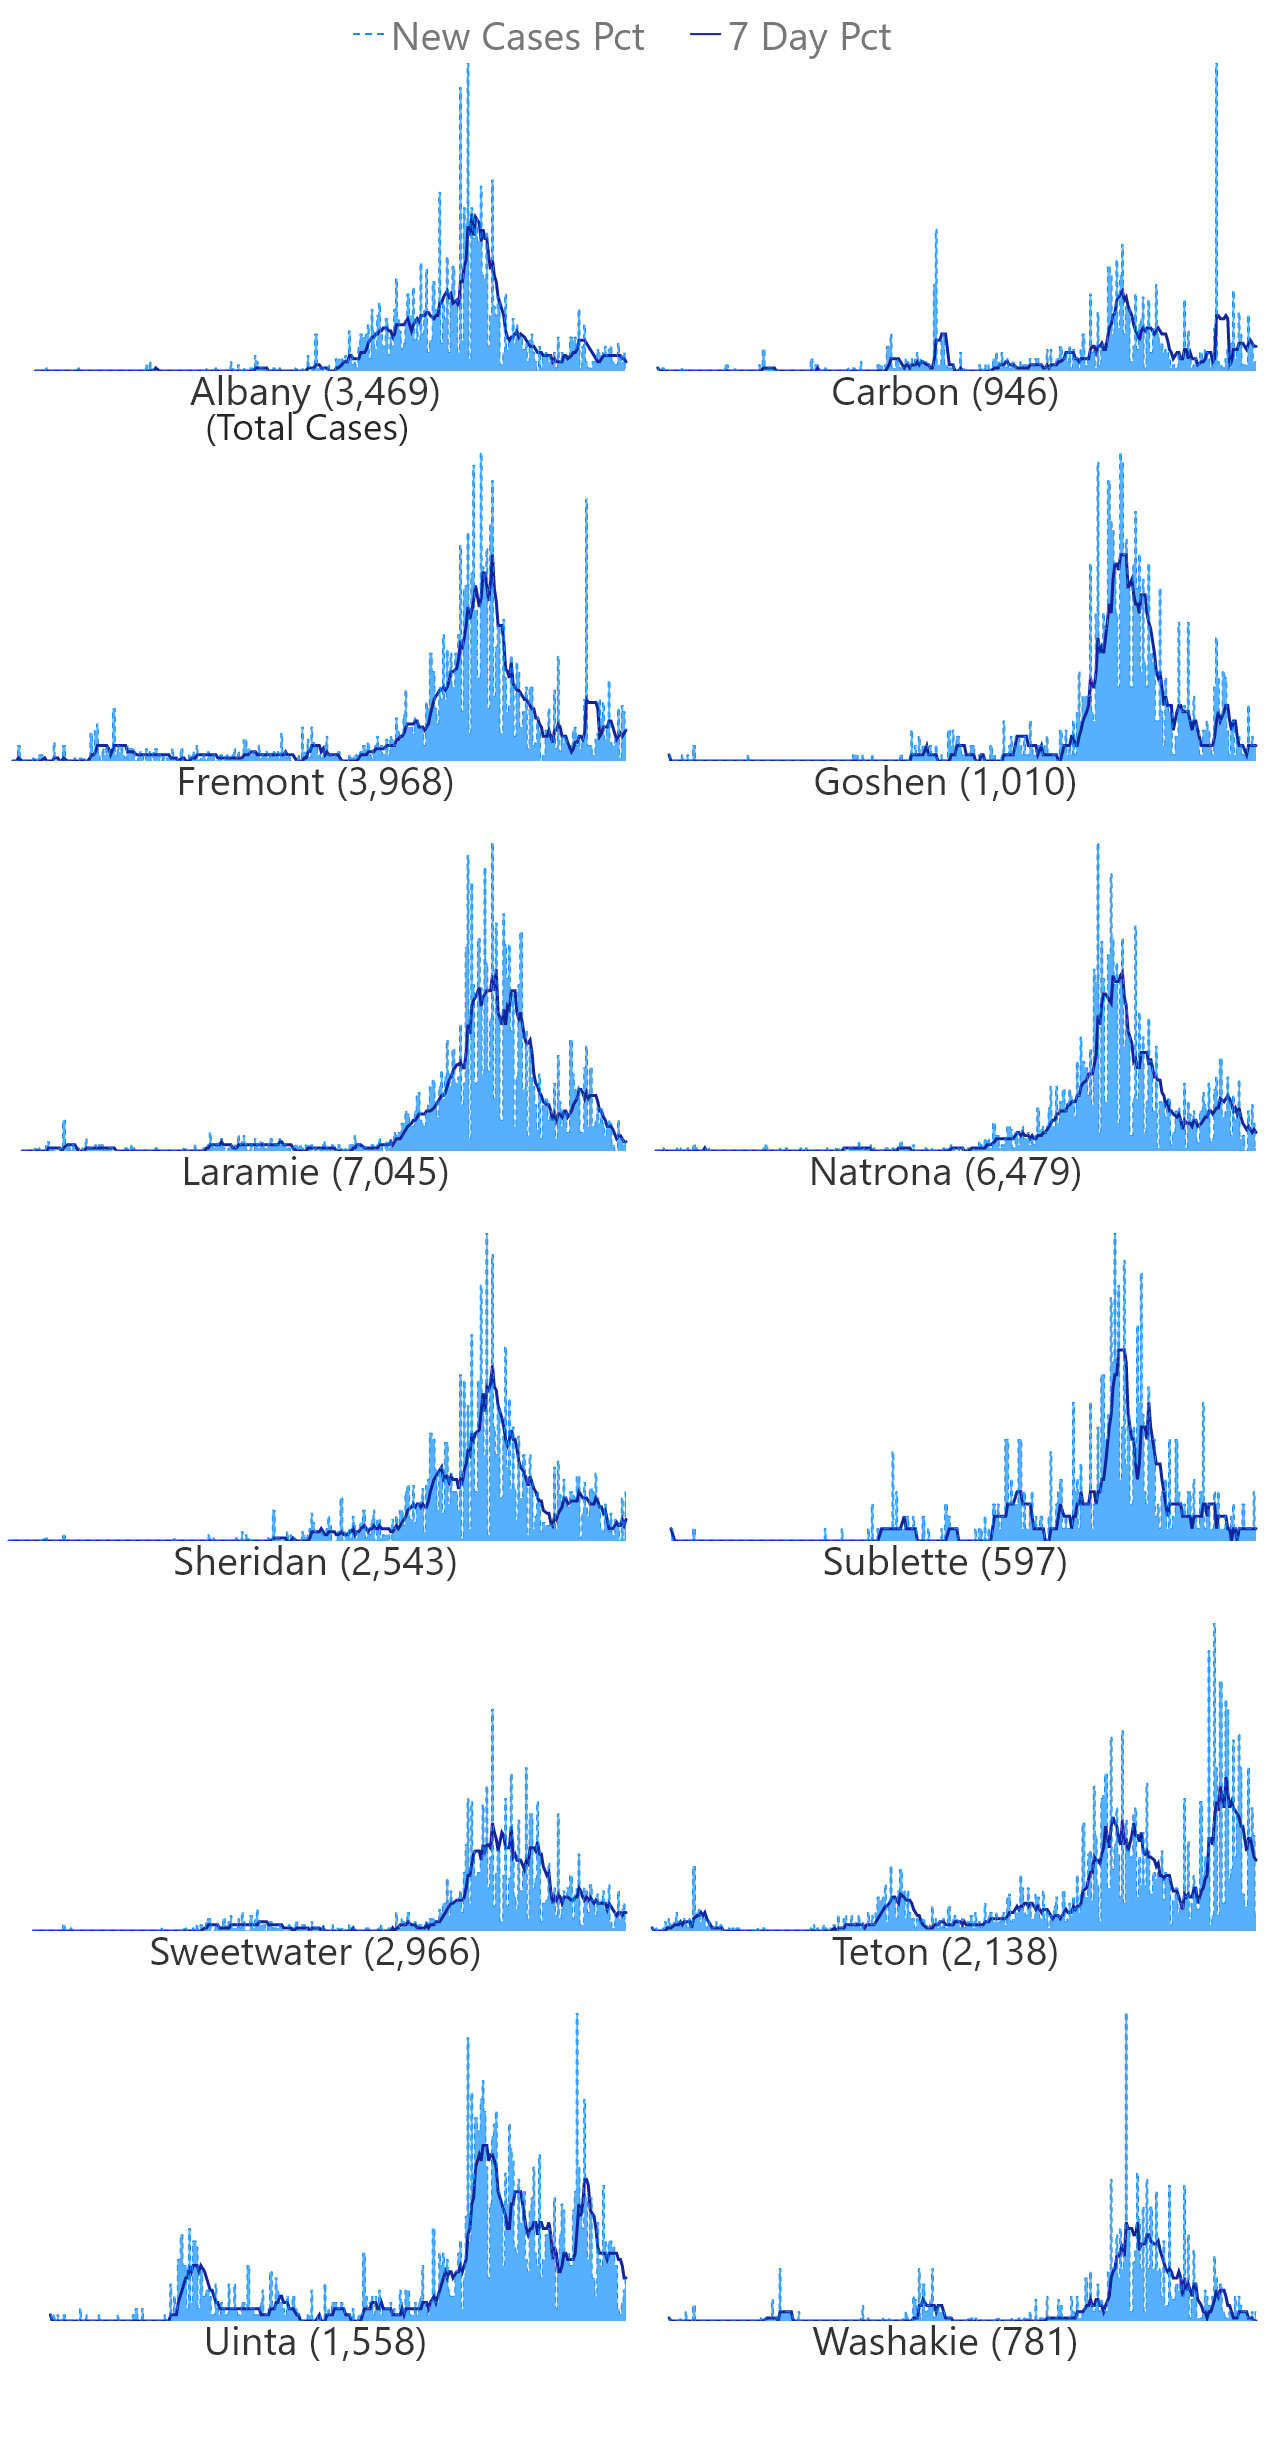 New Cases Pct 7 Day Pct
Albany (3,469) Carbon (946)
(Total Cases)
Fremont (3,968) Goshen (1,010)
Laramie (7,045) Natrona (6,479)
Sheridan (2,543) Sublette (597)
Sweetwater (2,966) Teton (2,138)
Uinta (1,558) Washakie (781)